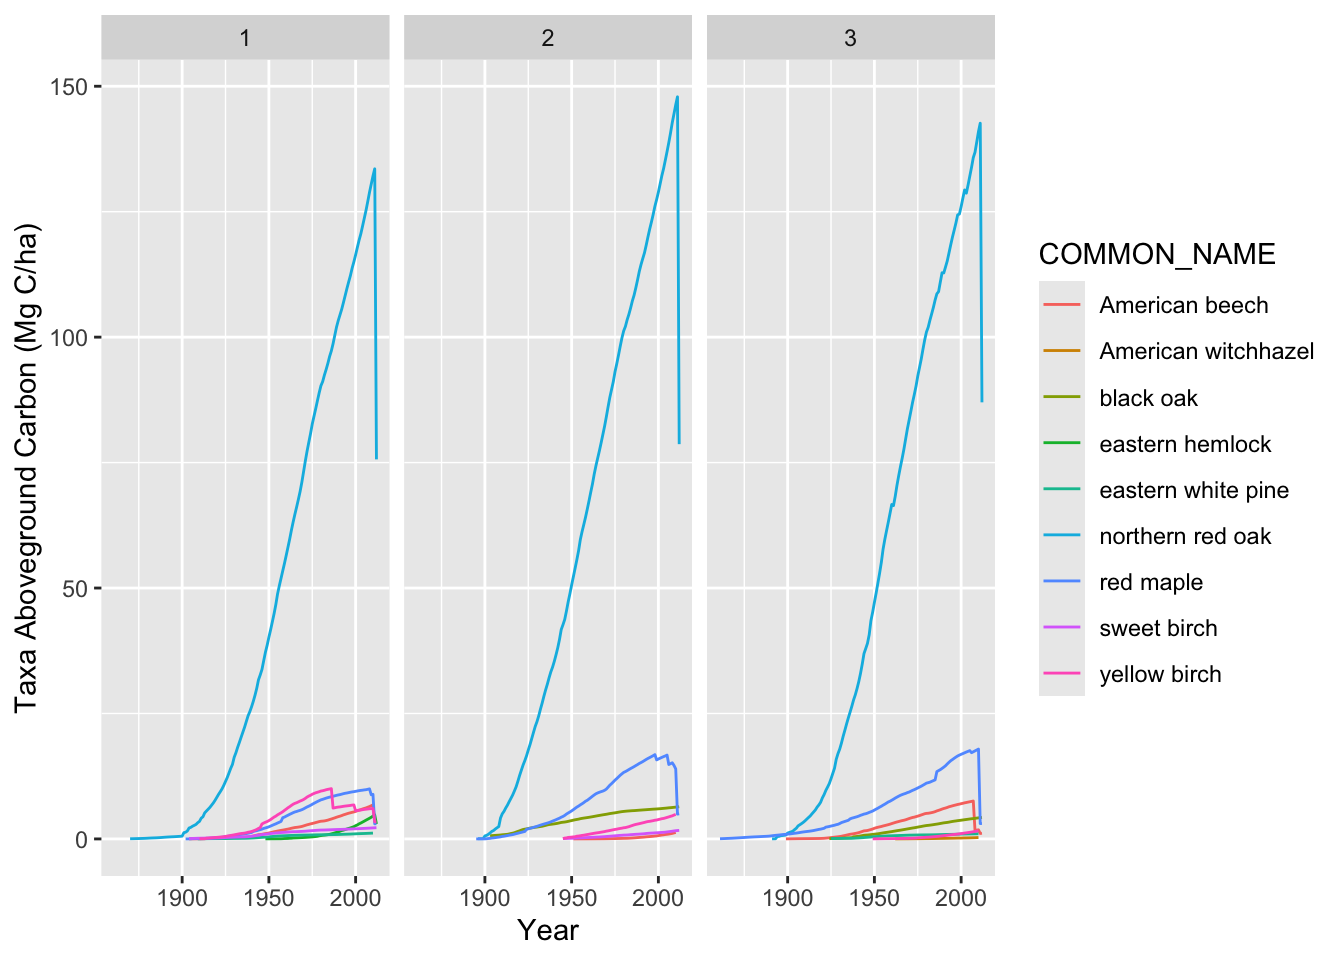 1 2 3
150
100
50
0
Taxa Aboveground Carbon (Mg C/ha)
1900 1950 2000 1900 1950 2000 1900 1950 2000
Year
COMMON_NAME
American beech
American witchhazel
black oak
eastern hemlock
eastern white pine
northern red oak
red maple
sweet birch
yellow birch